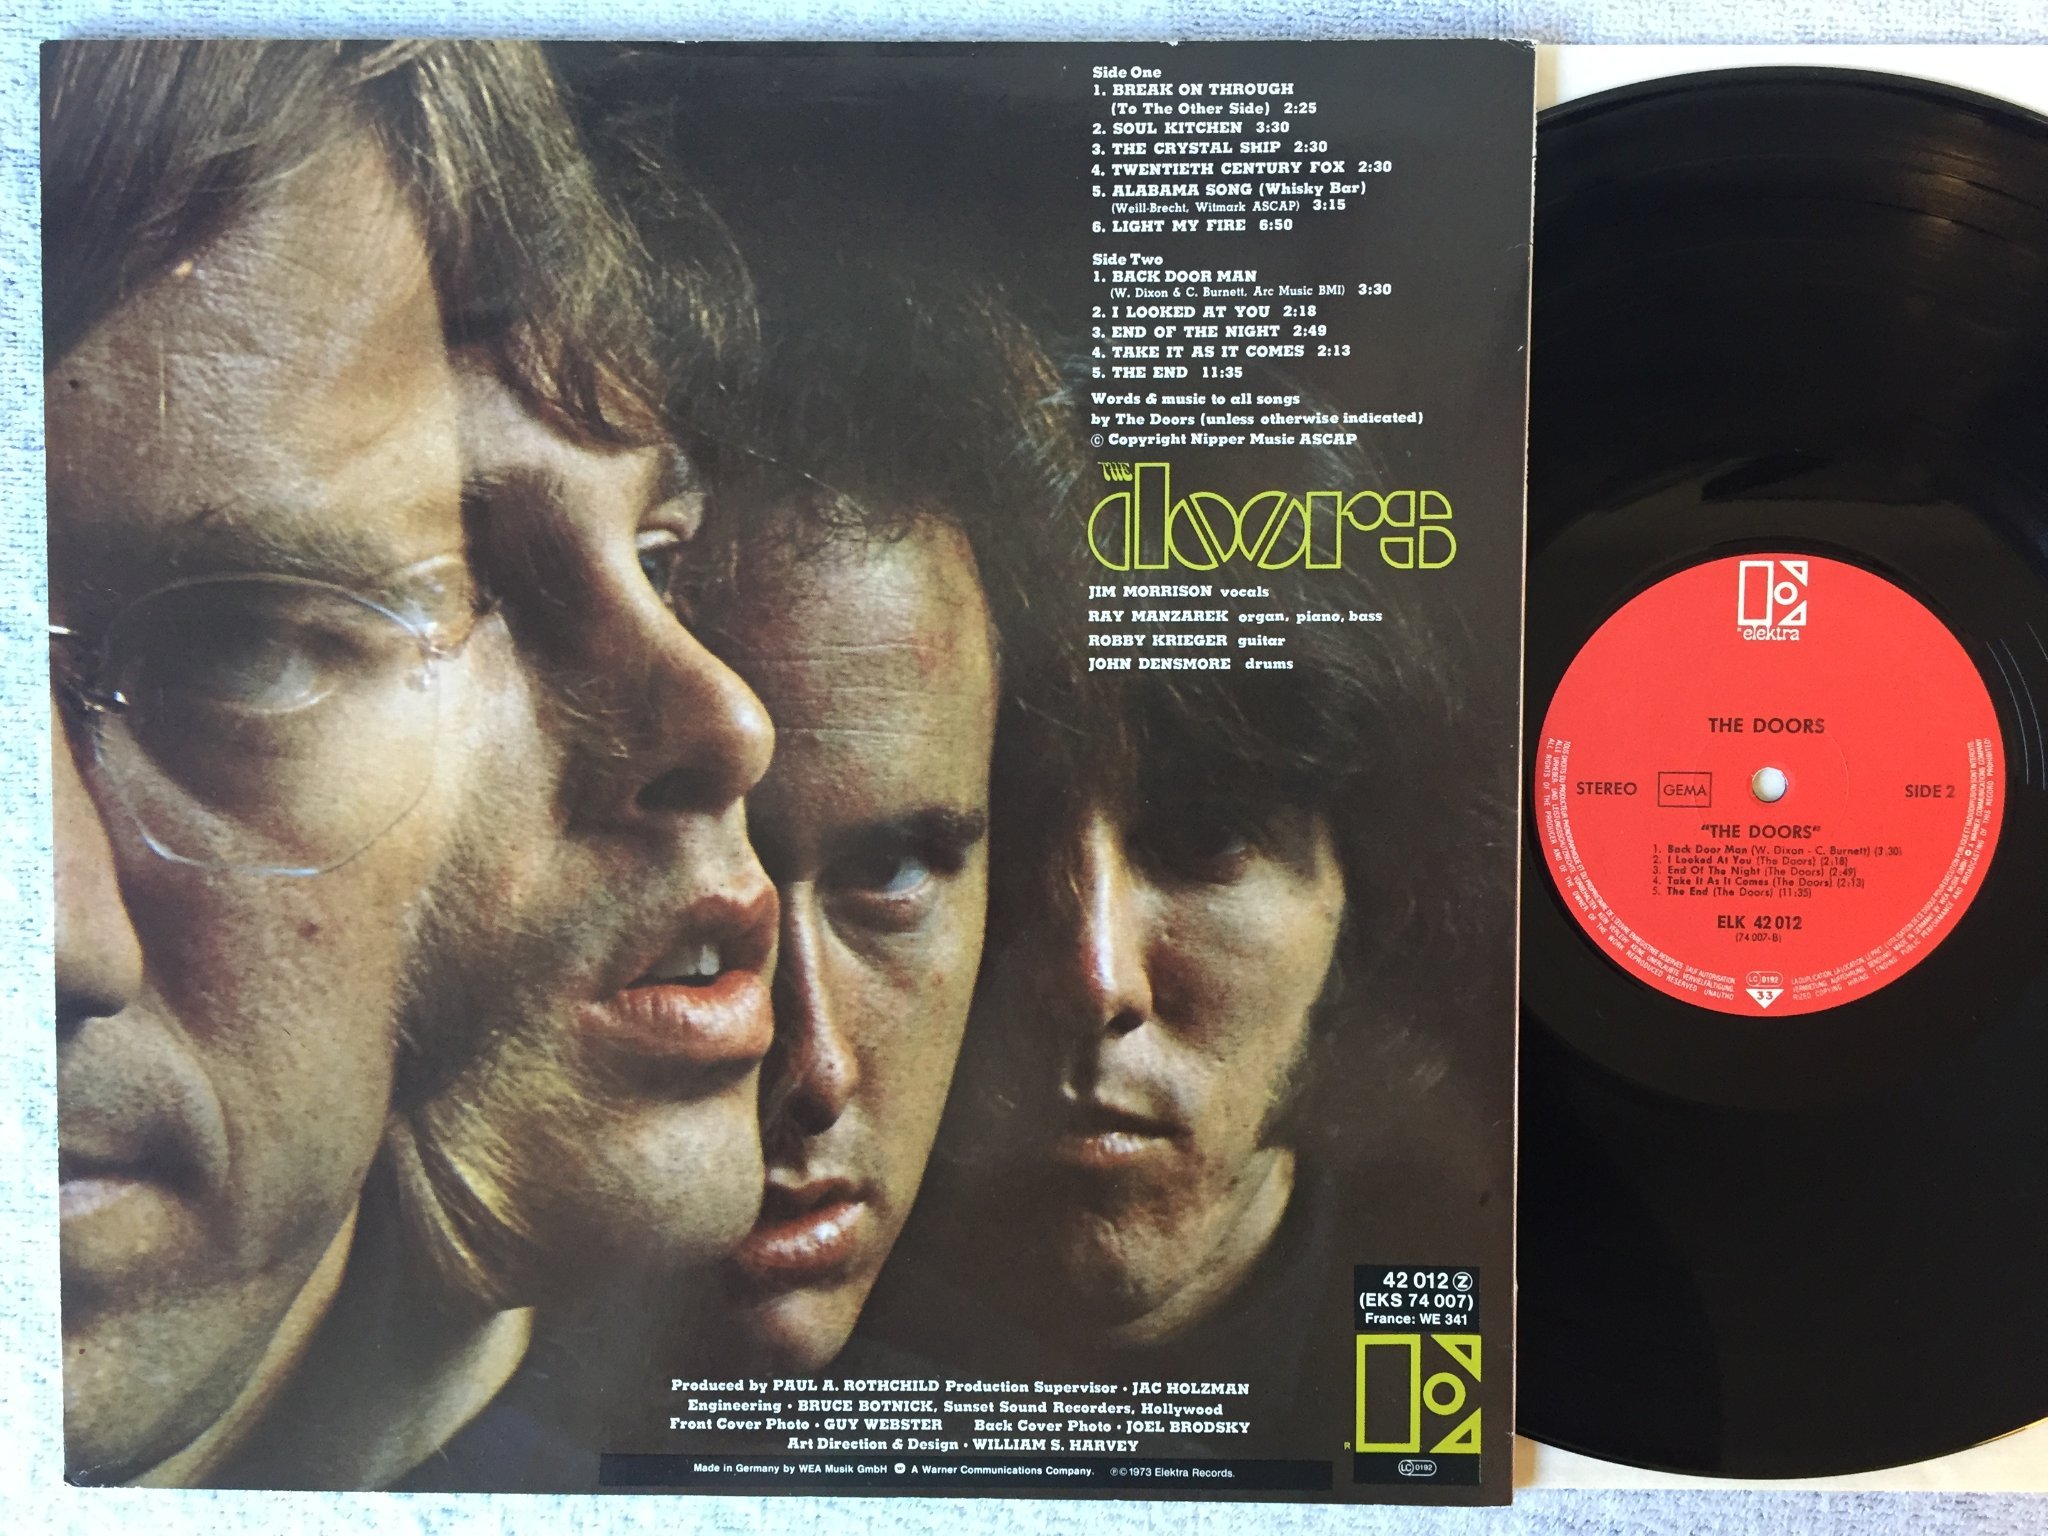 Side One
1. BREAK ON THROUGH
(To The Other Side) 2:25
2. SOUL KITCHEN 3:30
3. THE CRYSTAL SHIP 2:30
4. TWENTIETH CENTURY FOX 2:30
5. ALABAMA SONG (Whisky Bar)
(Weill-Brecht, Witmark ASCAP) 3:15
6. LIGHT MY FIRE 6:50
Side Two
1. BACK DOOR MAN
(W. Dixon & C. Burnett, Arc Music BMI) 3:30
2. I LOOKED AT YOU 2:18
3. END OF THE NIGHT 2:49
4. TAKE IT AS IT COMES 2:13
5. THE END 11:35
Words & music to all songs
by The Doors (unless otherwise indicated)
© Copyright Nipper Music ASCAP
THE
doors
JIM MORRISON vocals
RAY MANZAREK organ, piano, bass
ROBBY KRIEGER guitar
JOHN DENSMORE drums
42 012 Ⓩ
(EKS 74 007)
France: WE 341
R
LC 0192
Produced by PAUL A. ROTHCHILD Production Supervisor • JAC HOLZMAN
Engineering • BRUCE BOTNICK, Sunset Sound Recorders, Hollywood
Front Cover Photo • GUY WEBSTER Back Cover Photo • JOEL BRODSKY
Art Direction & Design • WILLIAM S. HARVEY
Made in Germany by WEA Musik GmbH A Warner Communications Company. ℗©1973 Elektra Records.
elektra
THE DOORS
STEREO GEMA SIDE 2
"THE DOORS"
1. Back Door Man (W. Dixon - C. Burnett) (3:30)
2. I Looked At You (The Doors) (2:18)
3. End Of The Night (The Doors) (2:49)
4. Take It As It Comes (The Doors) (2:13)
5. The End (The Doors) (11:35)
ELK 42 012
(74 007-B)
LC 0192
33